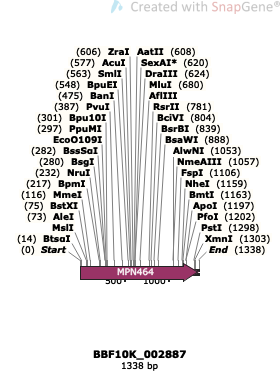 Created with SnapGene®
(606) ZraI AatII (608)
(577) AcuI SexAI* (620)
(563) SmlI DraIII (624)
(548) BpuEI MluI (680)
(475) BanI AflIII
(387) PvuI RsrII (781)
(301) Bpu10I BciVI (804)
(297) PpuMI BsrBI (839)
EcoO109I BsaWI (888)
(282) BssSαI AlwNI (1053)
(280) BsgI NmeAIII (1057)
(232) NruI FspI (1106)
(217) BpmI NheI (1159)
(116) MmeI BmtI (1163)
(75) BstXI ApoI (1197)
(73) AleI PfoI (1202)
MslI PstI (1298)
(14) BtsαI XmnI (1303)
(0) Start End (1338)
MPN464
500 1000
BBF10K_002887
1338 bp